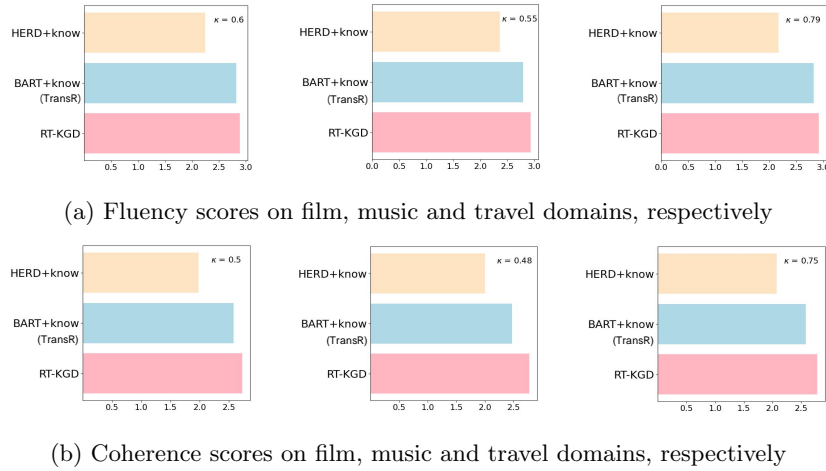 κ = 0.6
HERD+know
BART+know
(TransR)
RT-KGD
0.5 1.0 1.5 2.0 2.5 3.0
κ = 0.55
HERD+know
BART+know
(TransR)
RT-KGD
0.0 0.5 1.0 1.5 2.0 2.5 3.0
κ = 0.79
HERD+know
BART+know
(TransR)
RT-KGD
0.0 0.5 1.0 1.5 2.0 2.5 3.0
(a) Fluency scores on film, music and travel domains, respectively
κ = 0.5
HERD+know
BART+know
(TransR)
RT-KGD
0.5 1.0 1.5 2.0 2.5
κ = 0.48
HERD+know
BART+know
(TransR)
RT-KGD
0.5 1.0 1.5 2.0 2.5
κ = 0.75
HERD+know
BART+know
(TransR)
RT-KGD
0.5 1.0 1.5 2.0 2.5
(b) Coherence scores on film, music and travel domains, respectively